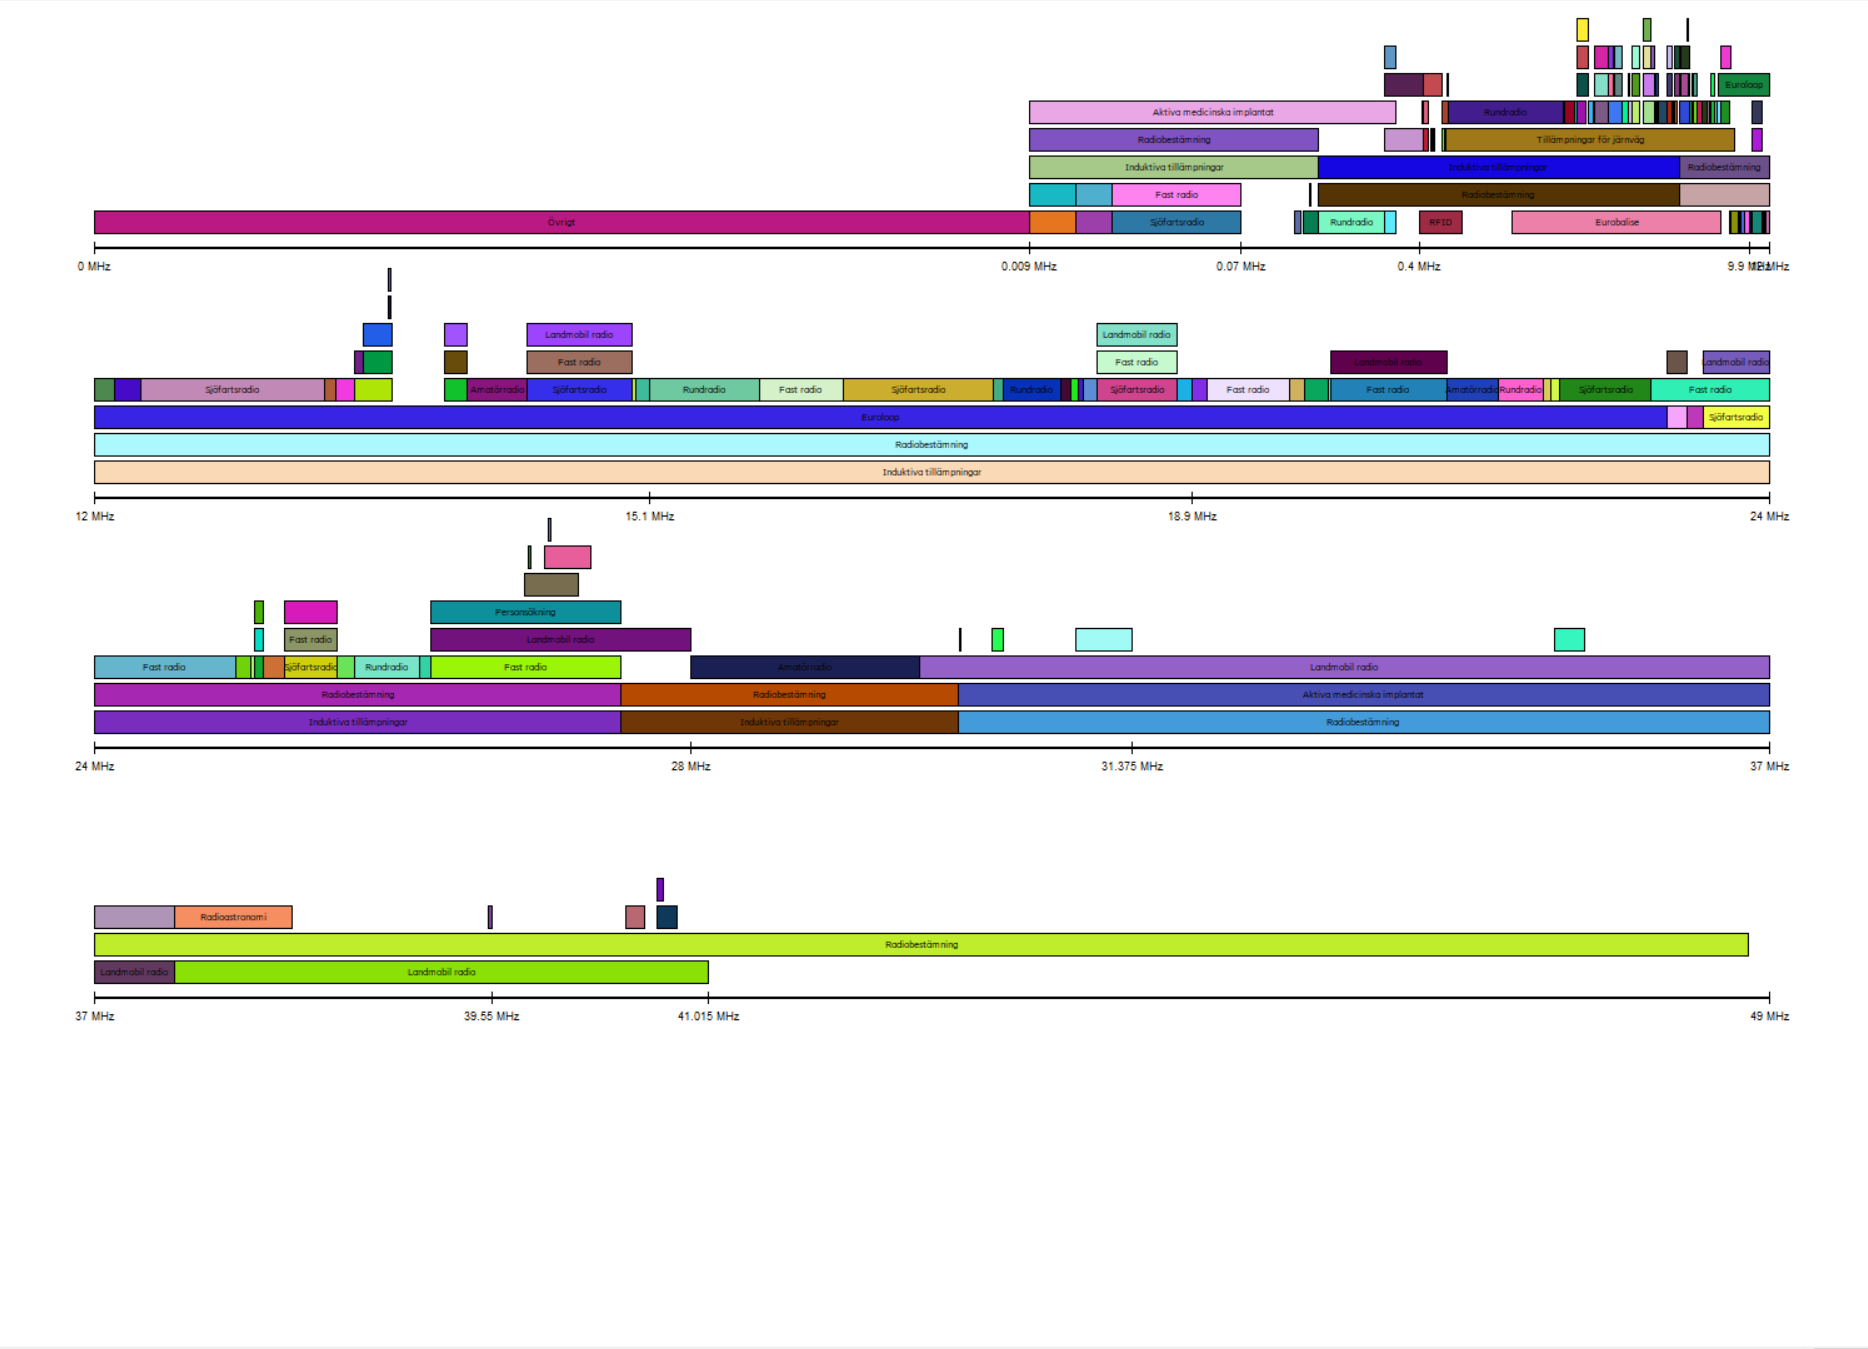 Euroloop
Aktiva medicinska implantat Rundradio
Radiobestämning Tillämpningar för järnväg
Induktiva tillämpningar Induktiva tillämpningar Radiobestämning
Fast radio Radiobestämning
Övrigt Sjöfartsradio Rundradio RFID Eurobalise
0 MHz 0.009 MHz 0.07 MHz 0.4 MHz 9.9 MHz 12 MHz
Landmobil radio Landmobil radio
Fast radio Fast radio Landmobil radio Landmobil radio
Sjöfartsradio Amatörradio Sjöfartsradio Rundradio Fast radio Sjöfartsradio Rundradio Sjöfartsradio Fast radio Fast radio Amatörradio Rundradio Sjöfartsradio Fast radio
Euroloop Sjöfartsradio
Radiobestämning
Induktiva tillämpningar
12 MHz 15.1 MHz 18.9 MHz 24 MHz
Personsökning
Fast radio Landmobil radio
Fast radio Sjöfartsradio Rundradio Fast radio Amatörradio Landmobil radio
Radiobestämning Radiobestämning Aktiva medicinska implantat
Induktiva tillämpningar Induktiva tillämpningar Radiobestämning
24 MHz 28 MHz 31.375 MHz 37 MHz
Radioastronomi
Radiobestämning
Landmobil radio Landmobil radio
37 MHz 39.55 MHz 41.015 MHz 49 MHz